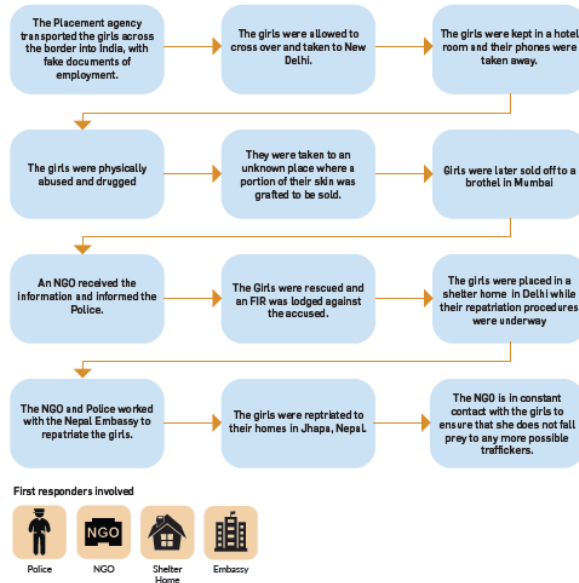 The Placement agency
transported the girls across
the border into India, with
fake documents of
employment.
The girls were allowed to
cross over and taken to New
Delhi.
The girls were kept in a hotel
room and their phones were
taken away.
The girls were physically
abused and drugged
They were taken to an
unknown place where a
portion of their skin was
grafted to be sold.
Girls were later sold off to a
brothel in Mumbai
An NGO received the
information and informed the
Police.
The Girls were rescued and
an FIR was lodged against
the accused.
The girls were placed in a
shelter home in Delhi while
their repatriation procedures
were underway
The NGO and Police worked
with the Nepal Embassy to
repatriate the girls.
The girls were reptriated to
their homes in Jhapa, Nepal.
The NGO is in constant
contact with the girls to
ensure that she does not fall
prey to any more possible
traffickers.
First responders involved
NGO
Police
NGO
Shelter
Home
Embassy